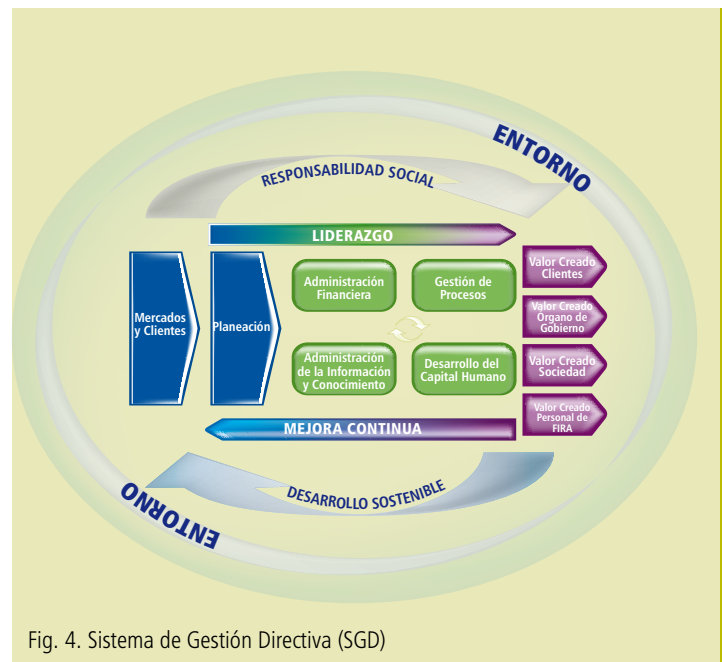 ENTORNO
RESPONSABILIDAD SOCIAL
LIDERAZGO
Mercados
y Clientes
Planeación
Administración
Financiera
Gestión de
Procesos
Administración
de la Información
y Conocimiento
Desarrollo del
Capital Humano
Valor Creado
Clientes
Valor Creado
Órgano de
Gobierno
Valor Creado
Sociedad
Valor Creado
Personal de
FIRA
MEJORA CONTINUA
DESARROLLO SOSTENIBLE
ENTORNO
Fig. 4. Sistema de Gestión Directiva (SGD)